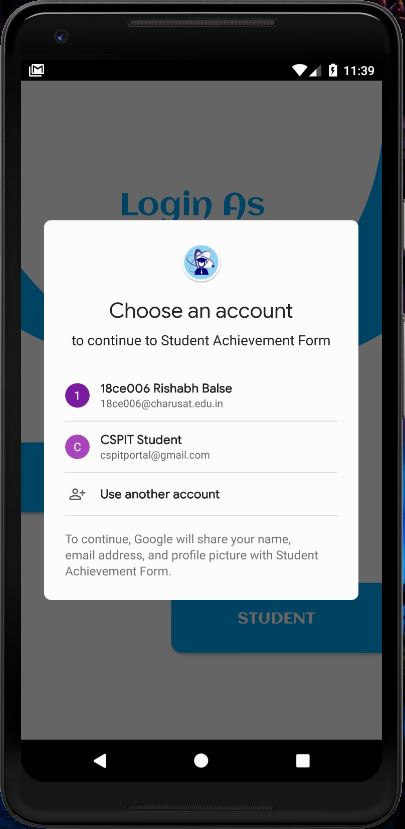 11:39
Login As
Choose an account
to continue to Student Achievement Form
1
18ce006 Rishabh Balse
18ce006@charusat.edu.in
C
CSPIT Student
cspitportal@gmail.com
Use another account
To continue, Google will share your name,
email address, and profile picture with Student
Achievement Form.
STUDENT